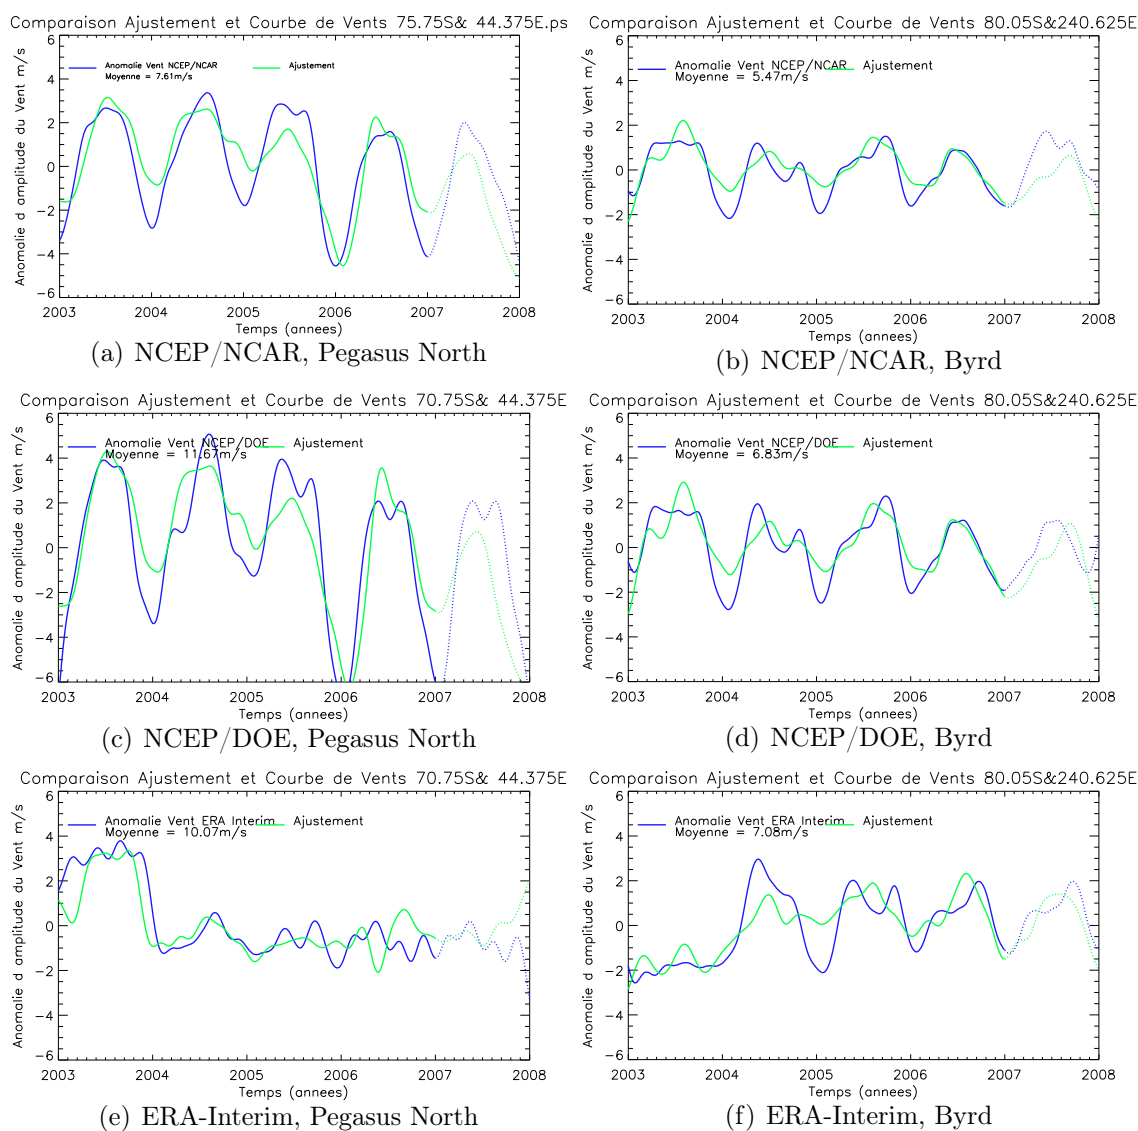 Comparaison Ajustement et Courbe de Vents 75.75S& 44.375E.ps
Anomalie d amplitude du Vent m/s
6
4
2
0
−2
−4
−6
Anomalie Vent NCEP/NCAR
Moyenne = 7.61m/s
Ajustement
2003 2004 2005 2006 2007 2008
Temps (annees)
(a) NCEP/NCAR, Pegasus North
Comparaison Ajustement et Courbe de Vents 80.05S&240.625E
Anomalie d amplitude du Vent m/s
6
4
2
0
−2
−4
−6
Anomalie Vent NCEP/NCAR
Moyenne = 5.47m/s
Ajustement
2003 2004 2005 2006 2007 2008
Temps (annees)
(b) NCEP/NCAR, Byrd
Comparaison Ajustement et Courbe de Vents 70.75S& 44.375E
Anomalie d amplitude du Vent m/s
6
4
2
0
−2
−4
−6
Anomalie Vent NCEP/DOE
Moyenne = 11.67m/s
Ajustement
2003 2004 2005 2006 2007 2008
Temps (annees)
(c) NCEP/DOE, Pegasus North
Comparaison Ajustement et Courbe de Vents 80.05S&240.625E
Anomalie d amplitude du Vent m/s
6
4
2
0
−2
−4
−6
Anomalie Vent NCEP/DOE
Moyenne = 6.83m/s
Ajustement
2003 2004 2005 2006 2007 2008
Temps (annees)
(d) NCEP/DOE, Byrd
Comparaison Ajustement et Courbe de Vents 70.75S& 44.375E
Anomalie d amplitude du Vent m/s
6
4
2
0
−2
−4
−6
Anomalie Vent ERA Interim
Moyenne = 10.07m/s
Ajustement
2003 2004 2005 2006 2007 2008
Temps (annees)
(e) ERA-Interim, Pegasus North
Comparaison Ajustement et Courbe de Vents 80.05S&240.625E
Anomalie d amplitude du Vent m/s
6
4
2
0
−2
−4
−6
Anomalie Vent ERA Interim
Moyenne = 7.08m/s
Ajustement
2003 2004 2005 2006 2007 2008
Temps (annees)
(f) ERA-Interim, Byrd